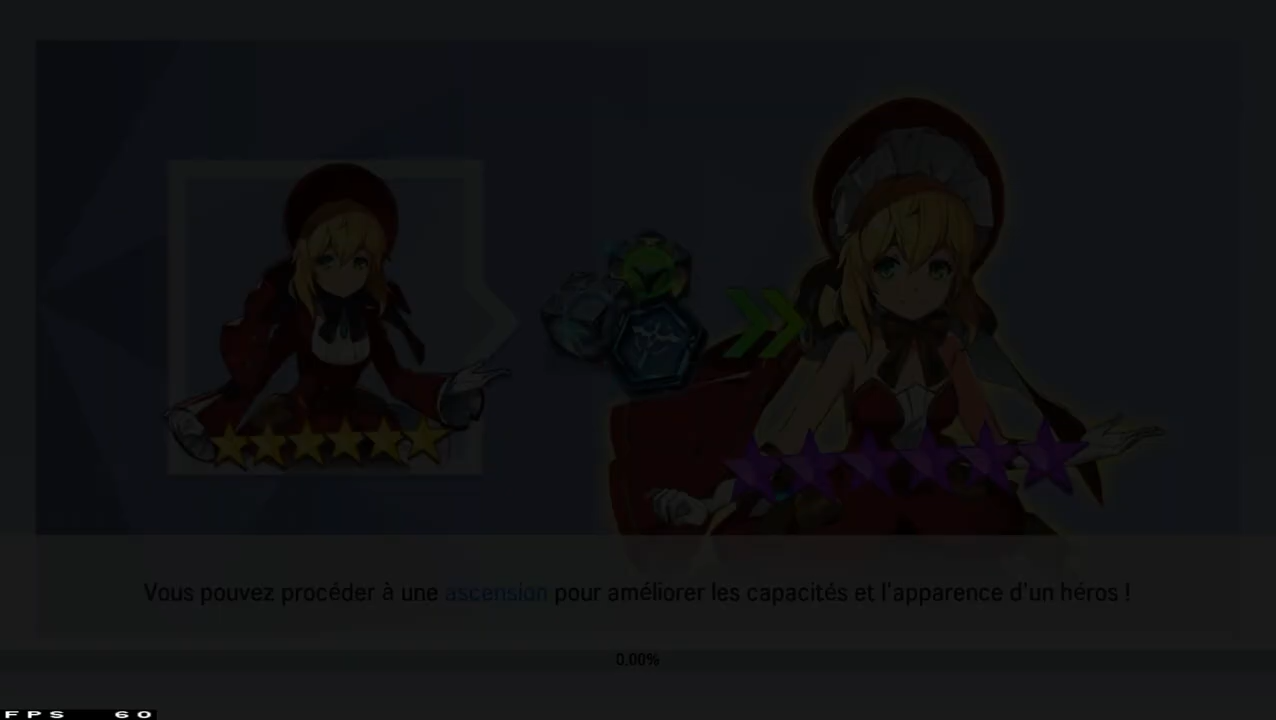 Vous pouvez procéder à une ascension pour améliorer les capacités et l'apparence d'un héros !
0.00%
FPS 60